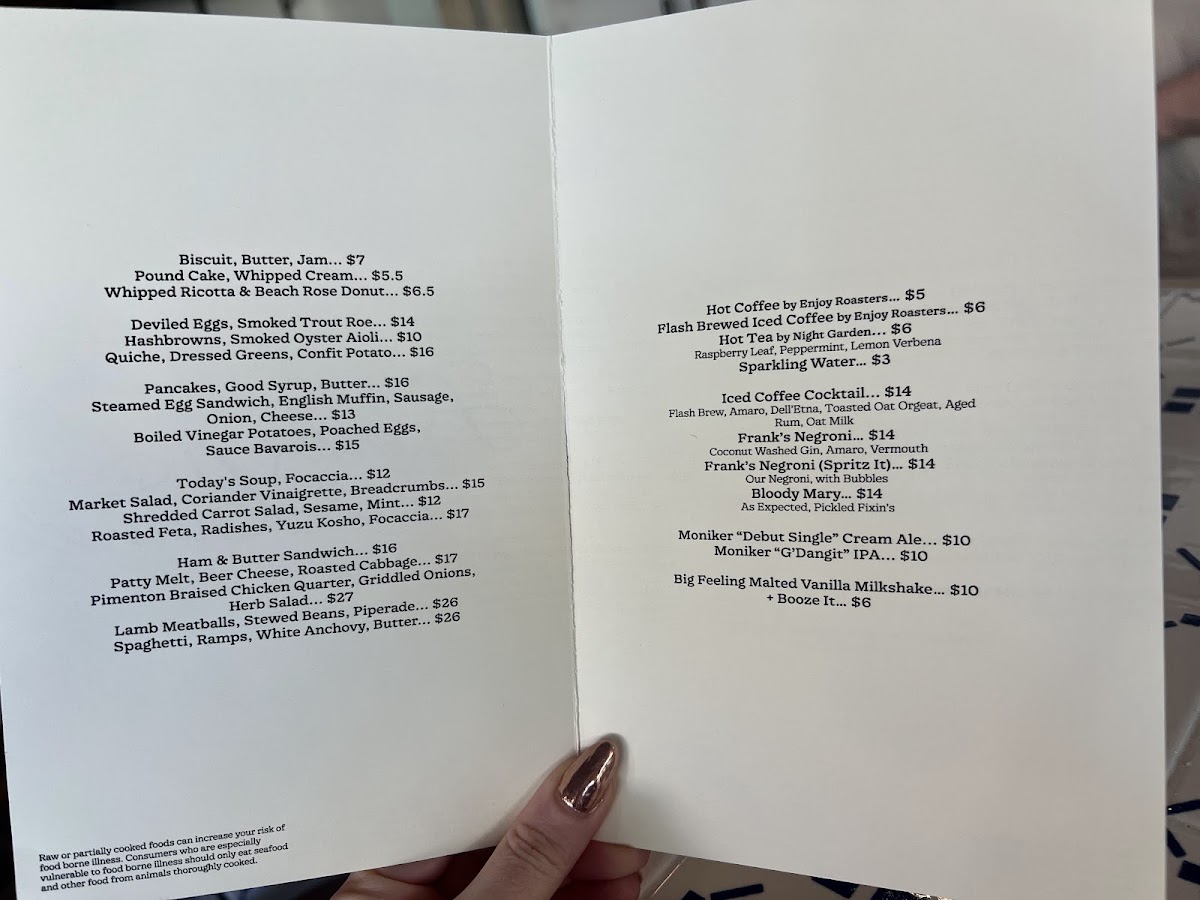 Biscuit, Butter, Jam... $7
Pound Cake, Whipped Cream... $5.5
Whipped Ricotta & Beach Rose Donut... $6.5
Deviled Eggs, Smoked Trout Roe... $14
Hashbrowns, Smoked Oyster Aioli... $10
Quiche, Dressed Greens, Confit Potato... $16
Pancakes, Good Syrup, Butter... $16
Steamed Egg Sandwich, English Muffin, Sausage,
Onion, Cheese... $13
Boiled Vinegar Potatoes, Poached Eggs,
Sauce Bavarois... $15
Today's Soup, Focaccia... $12
Market Salad, Coriander Vinaigrette, Breadcrumbs... $15
Shredded Carrot Salad, Sesame, Mint... $12
Roasted Feta, Radishes, Yuzu Kosho, Focaccia... $17
Ham & Butter Sandwich... $16
Patty Melt, Beer Cheese, Roasted Cabbage... $17
Pimenton Braised Chicken Quarter, Griddled Onions,
Herb Salad... $27
Lamb Meatballs, Stewed Beans, Piperade... $26
Spaghetti, Ramps, White Anchovy, Butter... $26
Raw or partially cooked foods can increase your risk of
food borne illness. Consumers who are especially
vulnerable to food borne illness should only eat seafood
and other food from animals thoroughly cooked.
Hot Coffee by Enjoy Roasters... $5
Flash Brewed Iced Coffee by Enjoy Roasters... $6
Hot Tea by Night Garden... $6
Raspberry Leaf, Peppermint, Lemon Verbena
Sparkling Water... $3
Iced Coffee Cocktail... $14
Flash Brew, Amaro, Dell'Etna, Toasted Oat Orgeat, Aged
Rum, Oat Milk
Frank's Negroni... $14
Coconut Washed Gin, Amaro, Vermouth
Frank's Negroni (Spritz It)... $14
Our Negroni, with Bubbles
Bloody Mary... $14
As Expected, Pickled Fixin's
Moniker "Debut Single" Cream Ale... $10
Moniker "G'Dangit" IPA... $10
Big Feeling Malted Vanilla Milkshake... $10
+ Booze It... $6